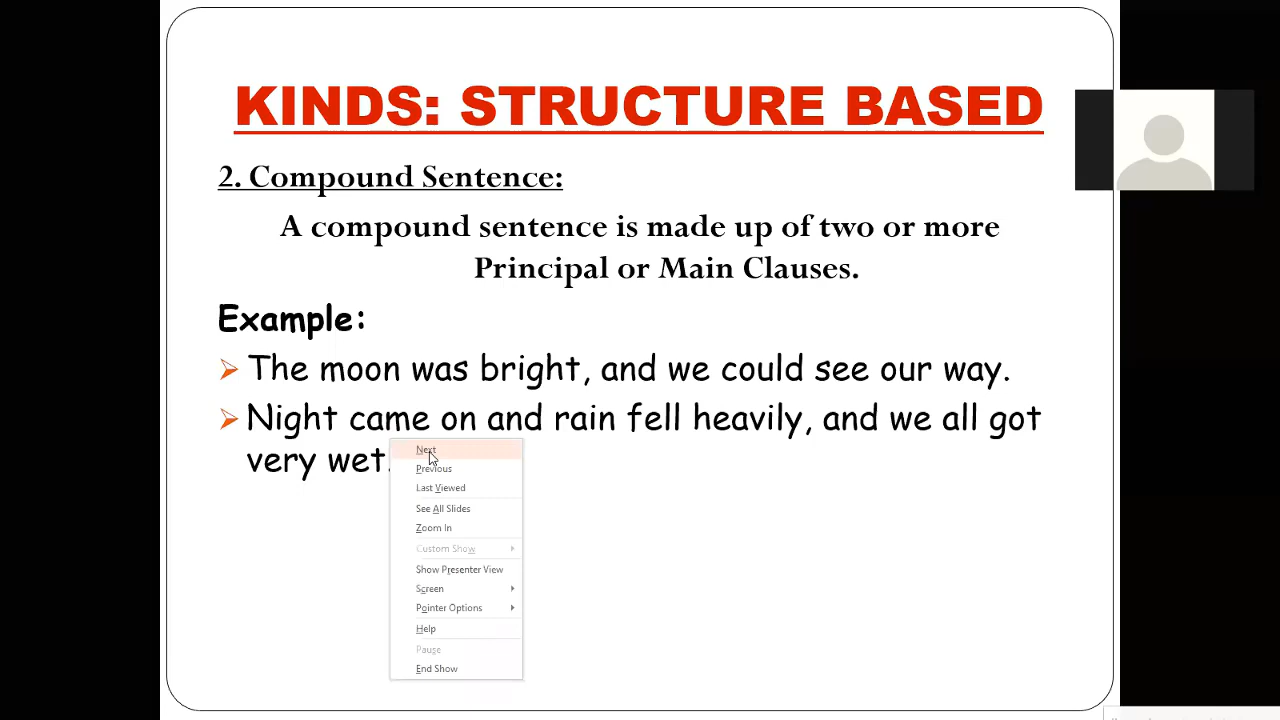 KINDS: STRUCTURE BASED
2. Compound Sentence:
A compound sentence is made up of two or more
Principal or Main Clauses.
Example:
The moon was bright, and we could see our way.
Night came on and rain fell heavily, and we all got
very wet.
Next
Previous
Last Viewed
See All Slides
Zoom In
Custom Show
Show Presenter View
Screen
Pointer Options
Help
Pause
End Show